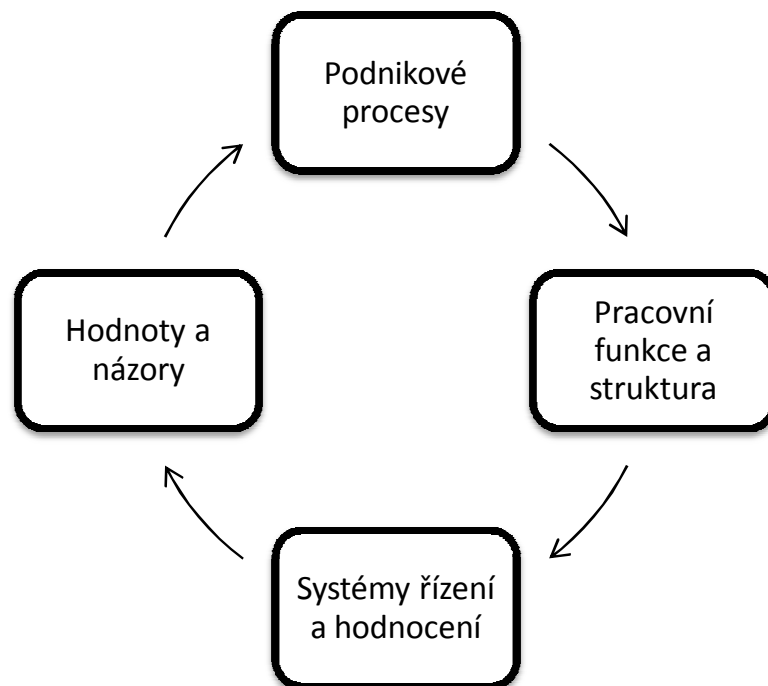 Podnikové
procesy
Pracovní
funkce a
struktura
Systémy řízení
a hodnocení
Hodnoty a
názory